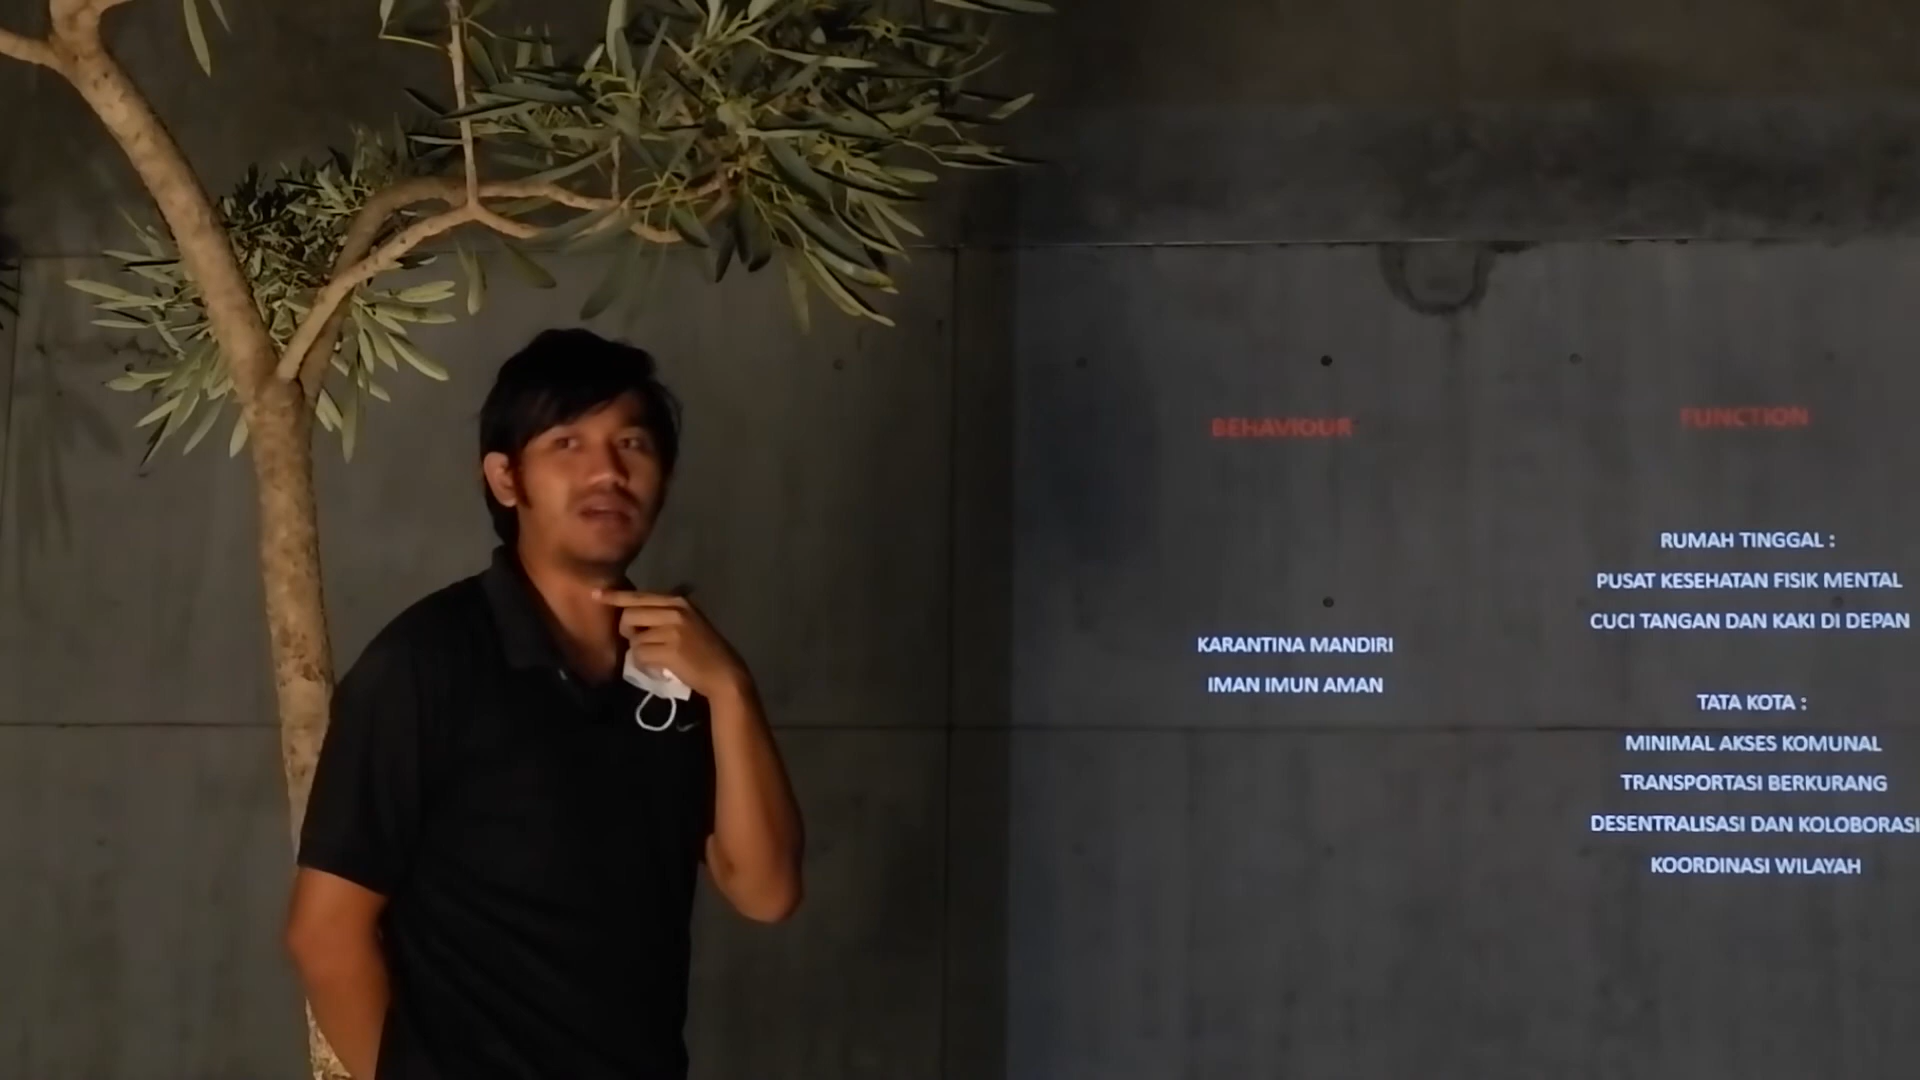 BEHAVIOUR
KARANTINA MANDIRI
IMAN IMUN AMAN
FUNCTION
RUMAH TINGGAL :
PUSAT KESEHATAN FISIK MENTAL
CUCI TANGAN DAN KAKI DI DEPAN
TATA KOTA :
MINIMAL AKSES KOMUNAL
TRANSPORTASI BERKURANG
DESENTRALISASI DAN KOLOBORASI
KOORDINASI WILAYAH